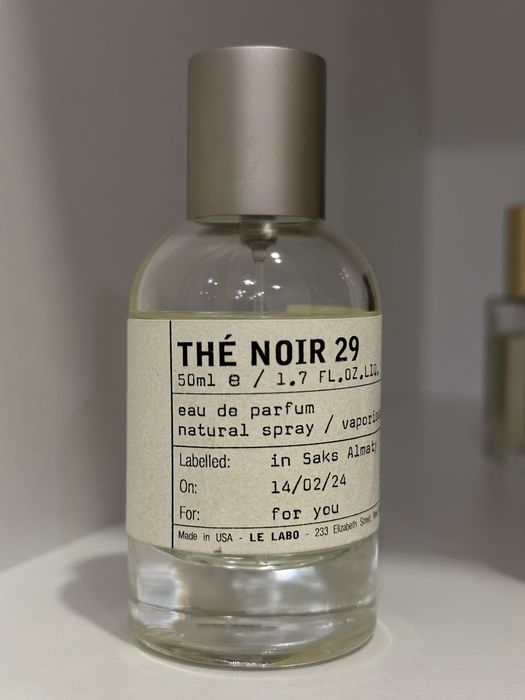 THÉ NOIR 29
50ml e / 1.7 FL.OZ.LIQ.
eau de parfum
natural spray /
Labelled: in Saks Almaty
On: 14/02/24
For: for you
Made in USA - LE LABO - 233 Elizabeth Street,